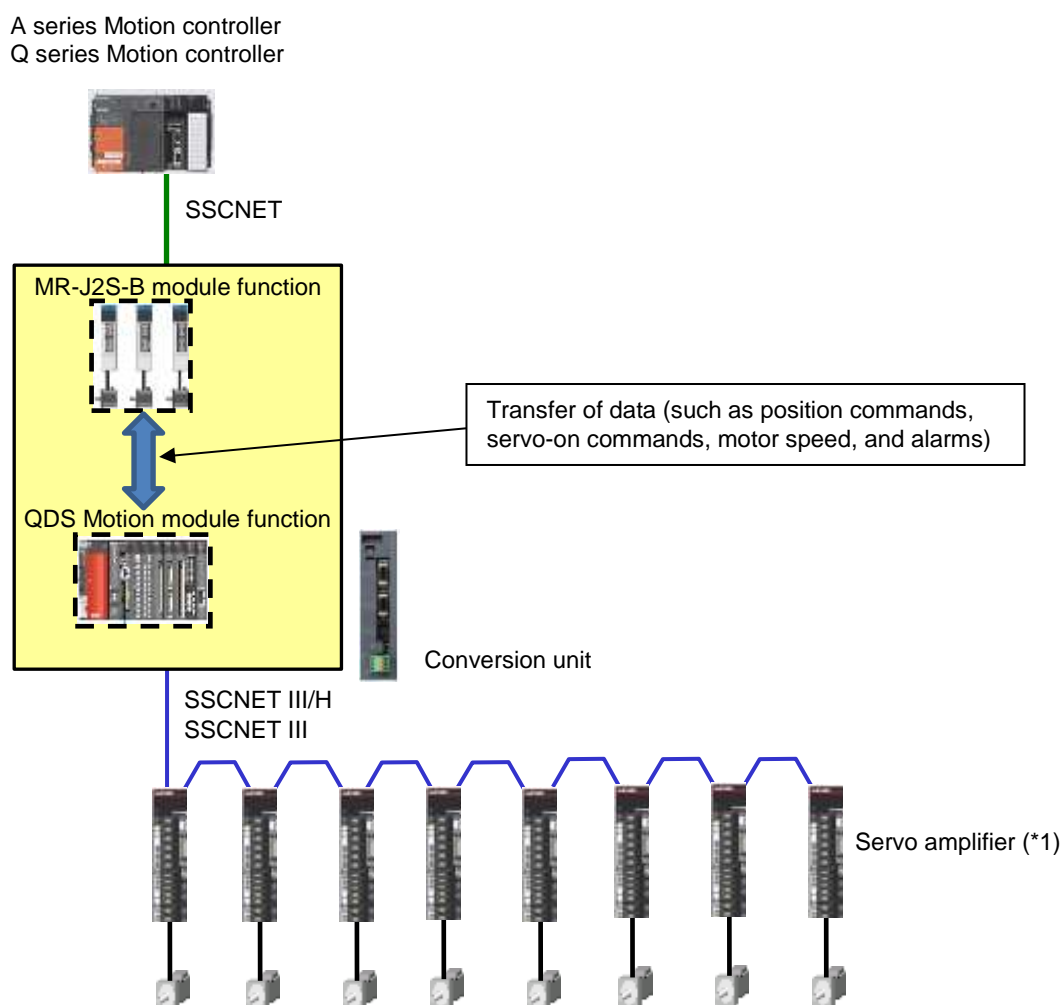 A series Motion controller
Q series Motion controller
SSCNET
MR-J2S-B module function
Transfer of data (such as position commands,
servo-on commands, motor speed, and alarms)
QDS Motion module function
Conversion unit
SSCNET III/H
SSCNET III
Servo amplifier (*1)